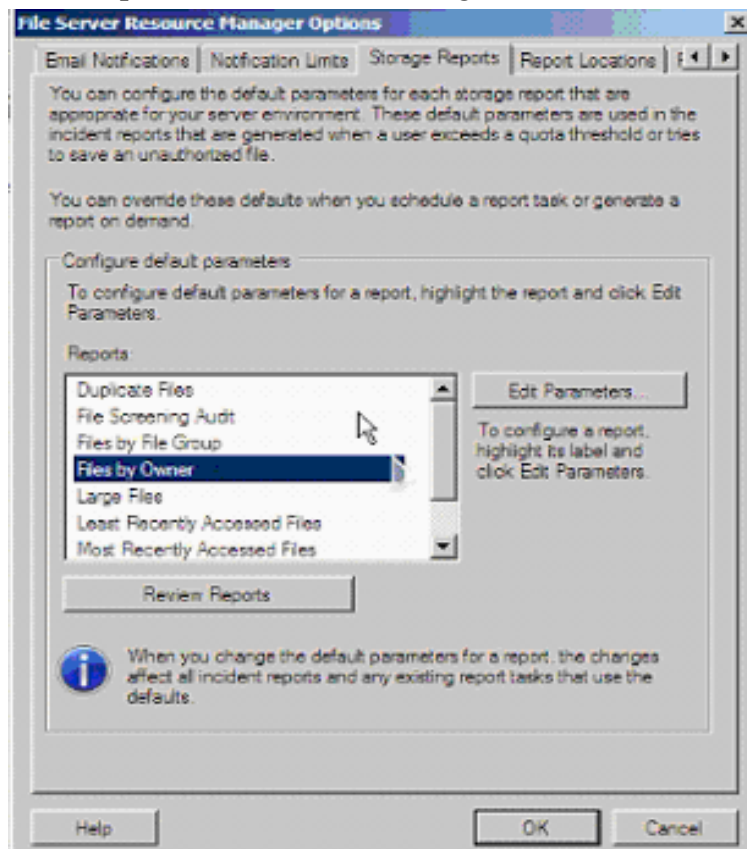 File Server Resource Manager Options
Email Notifications Notification Limits Storage Reports Report Locations
You can configure the default parameters for each storage report that are
appropriate for your server environment. These default parameters are used in the
incident reports that are generated when a user exceeds a quota threshold or tries
to save an unauthorized file.
You can override these defaults when you schedule a report task or generate a
report on demand.
Configure default parameters
To configure default parameters for a report, highlight the report and click Edit
Parameters.
Reports:
Duplicate Files
File Screening Audit
Files by File Group
Files by Owner
Large Files
Least Recently Accessed Files
Most Recently Accessed Files
Edit Parameters...
To configure a report,
highlight its label and
click Edit Parameters.
Review Reports
When you change the default parameters for a report, the changes
affect all incident reports and any existing report tasks that use the
defaults.
Help OK Cancel